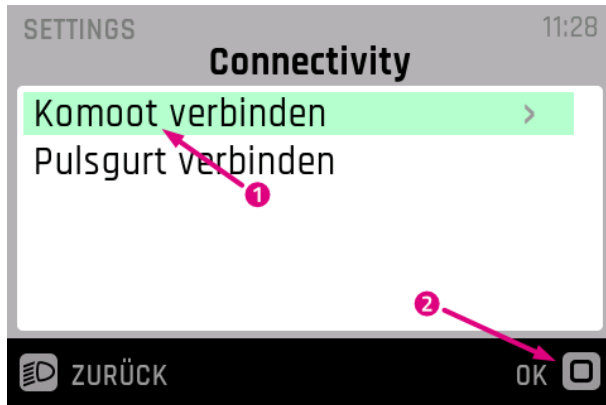 SETTINGS 11:28
Connectivity
Komoot verbinden >
Pulsgurt verbinden
1
2
ZURÜCK OK